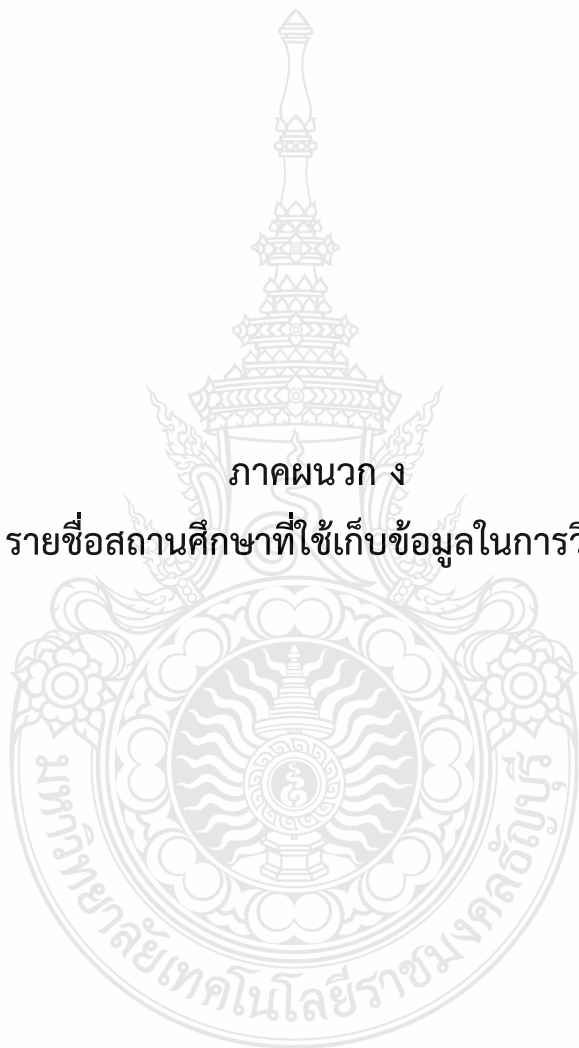 ภาคผนวก ง
รายชื่อสถานศึกษาที่ใช้เก็บข้อมูลในการวิ
มหาวิทยาลัยเทคโนโลยีราชมงคลธัญบุรี